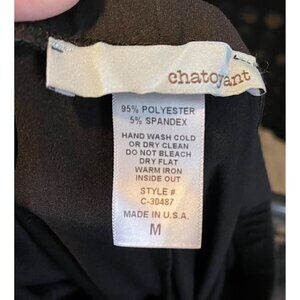 chatoyant
95% POLYESTER
5% SPANDEX
HAND WASH COLD
OR DRY CLEAN
DO NOT BLEACH
DRY FLAT
WARM IRON
INSIDE OUT
STYLE #
C-30487
MADE IN U.S.A.
M